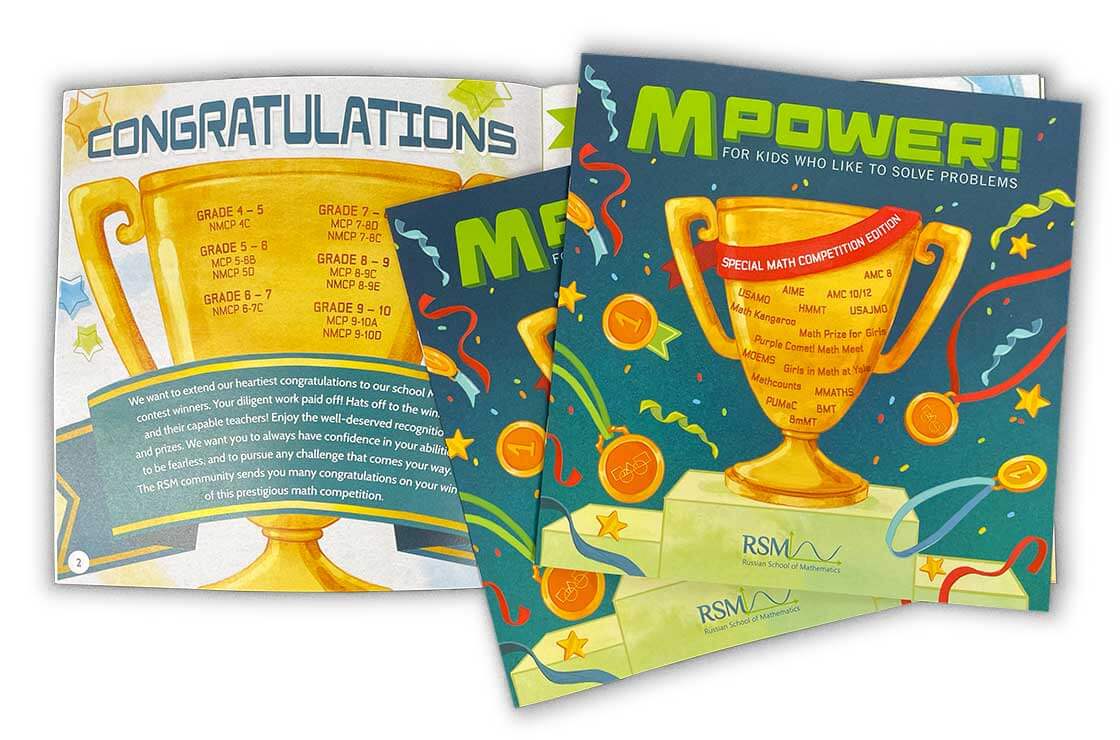 CONGRATULATIONS
GRADE 4 – 5
NMCP 4C
GRADE 5 – 6
MCP 5-8B
NMCP 5D
GRADE 6 – 7
NMCP 6-7C
GRADE 7 –
MCP 7-8D
NMCP 7-8C
GRADE 8 – 9
MCP 8-9C
NMCP 8-9E
GRADE 9 – 10
MCP 9-10A
NMCP 9-10D
We want to extend our heartiest congratulations to our school
contest winners. Your diligent work paid off! Hats off to the
and their capable teachers! Enjoy the well-deserved
and prizes. We want you to always have confidence in your
to be fearless, and to pursue any challenge that comes your way.
The RSM community sends you many congratulations on your win
of this prestigious math competition.
2
MPOWER!
FOR KIDS WHO LIKE TO SOLVE PROBLEMS
SPECIAL MATH COMPETITION EDITION
AMC 8
USAMO AIME AMC 10/12
Math Kangaroo HMMT USAJMO
Math Prize for Girls
Purple Comet! Math Meet
MOEMS Girls in Math at Yale
Mathcounts MMATHS
PUMaC BMT
BmMT
1
1
1
RSM
Russian School of Mathematics
RSM
Russian School of Mathematics